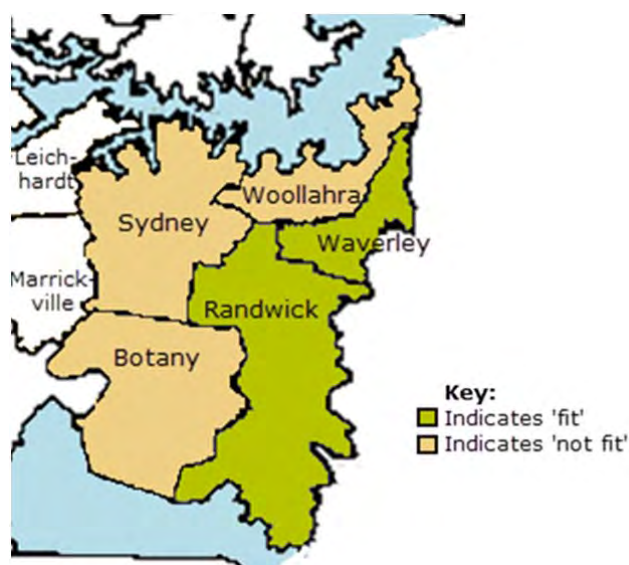 Leich-
hardt
Woollahra
Sydney
Waverley
Marrick-
ville
Randwick
Botany
Key:
Indicates 'fit'
Indicates 'not fit'